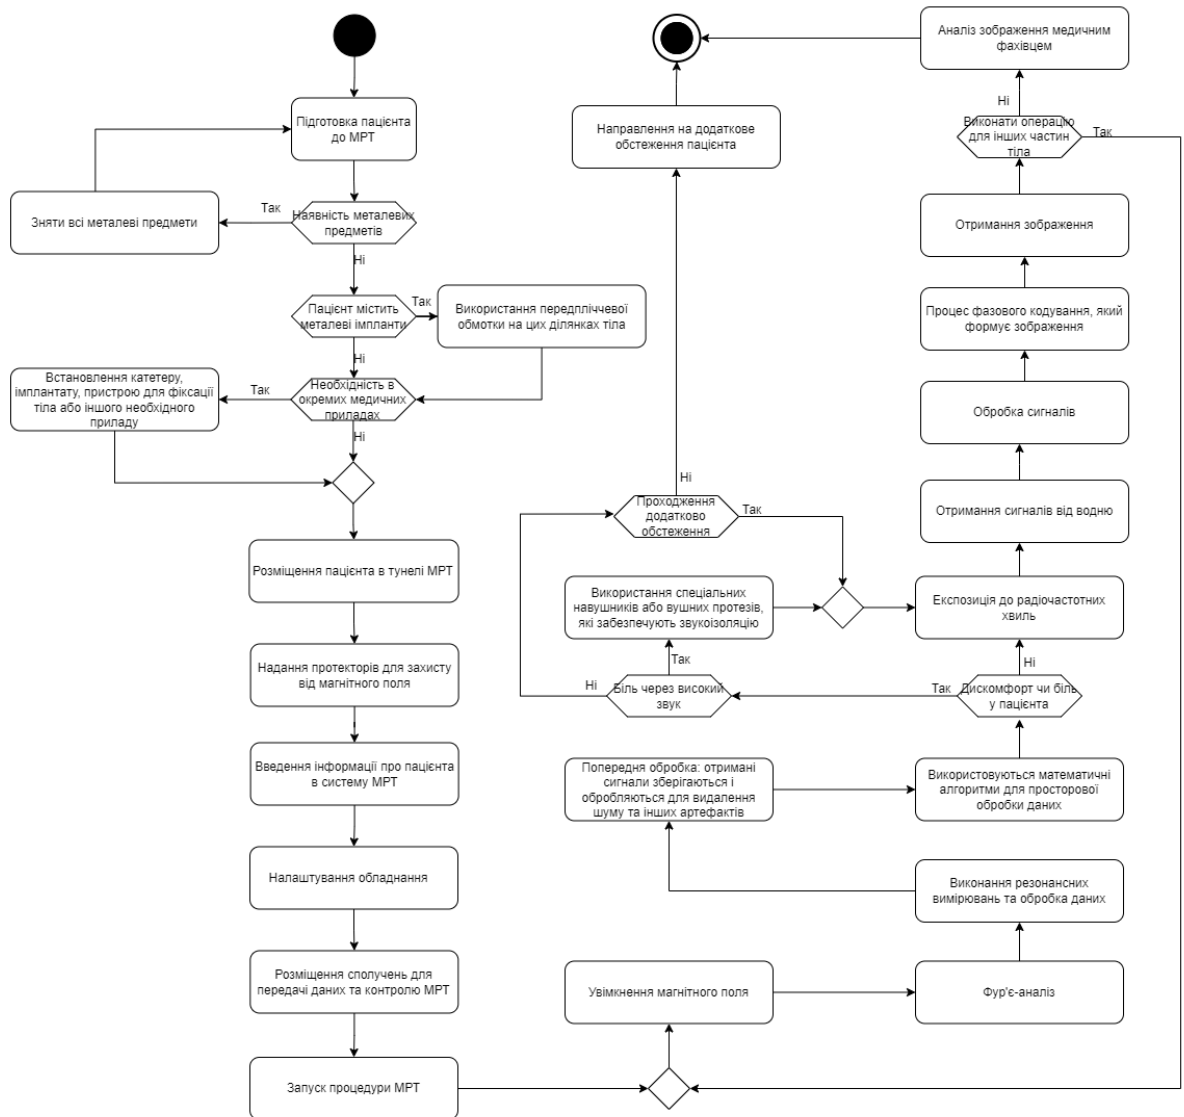 Підготовка пацієнта
до МРТ
Зняти всі металеві предмети
Так
Наявність металевих
предметів
Ні
Пацієнт містить
металеві імпланти
Так
Використання передпліччевої
обмотки на цих ділянках тіла
Ні
Встановлення катетеру,
імплантату, пристрою для фіксації
тіла або іншого необхідного
приладу
Так
Необхідність в
окремих медичних
приладах
Ні
Розміщення пацієнта в тунелі МРТ
Надання протекторів для захисту
від магнітного поля
Введення інформації про пацієнта
в систему МРТ
Налаштування обладнання
Розміщення сполучень для
передачі даних та контролю МРТ
Запуск процедури МРТ
Увімкнення магнітного поля
Фур'є-аналіз
Виконання резонансних
вимірювань та обробка даних
Попередня обробка: отримані
сигнали зберігаються і
обробляються для видалення
шуму та інших артефактів
Використовуються математичні
алгоритми для просторової
обробки даних
Дискомфорт чи біль
у пацієнта
Так
Ні
Біль через високий
звук
Ні
Так
Використання спеціальних
навушників або вушних протезів,
які забезпечують звукоізоляцію
Проходження
додатково
обстеження
Так
Ні
Направлення на додаткове
обстеження пацієнта
Експозиція до радіочастотних
хвиль
Отримання сигналів від водню
Обробка сигналів
Процес фазового кодування, який
формує зображення
Отримання зображення
Виконати операцію
для інших частин
тіла
Так
Ні
Аналіз зображення медичним
фахівцем